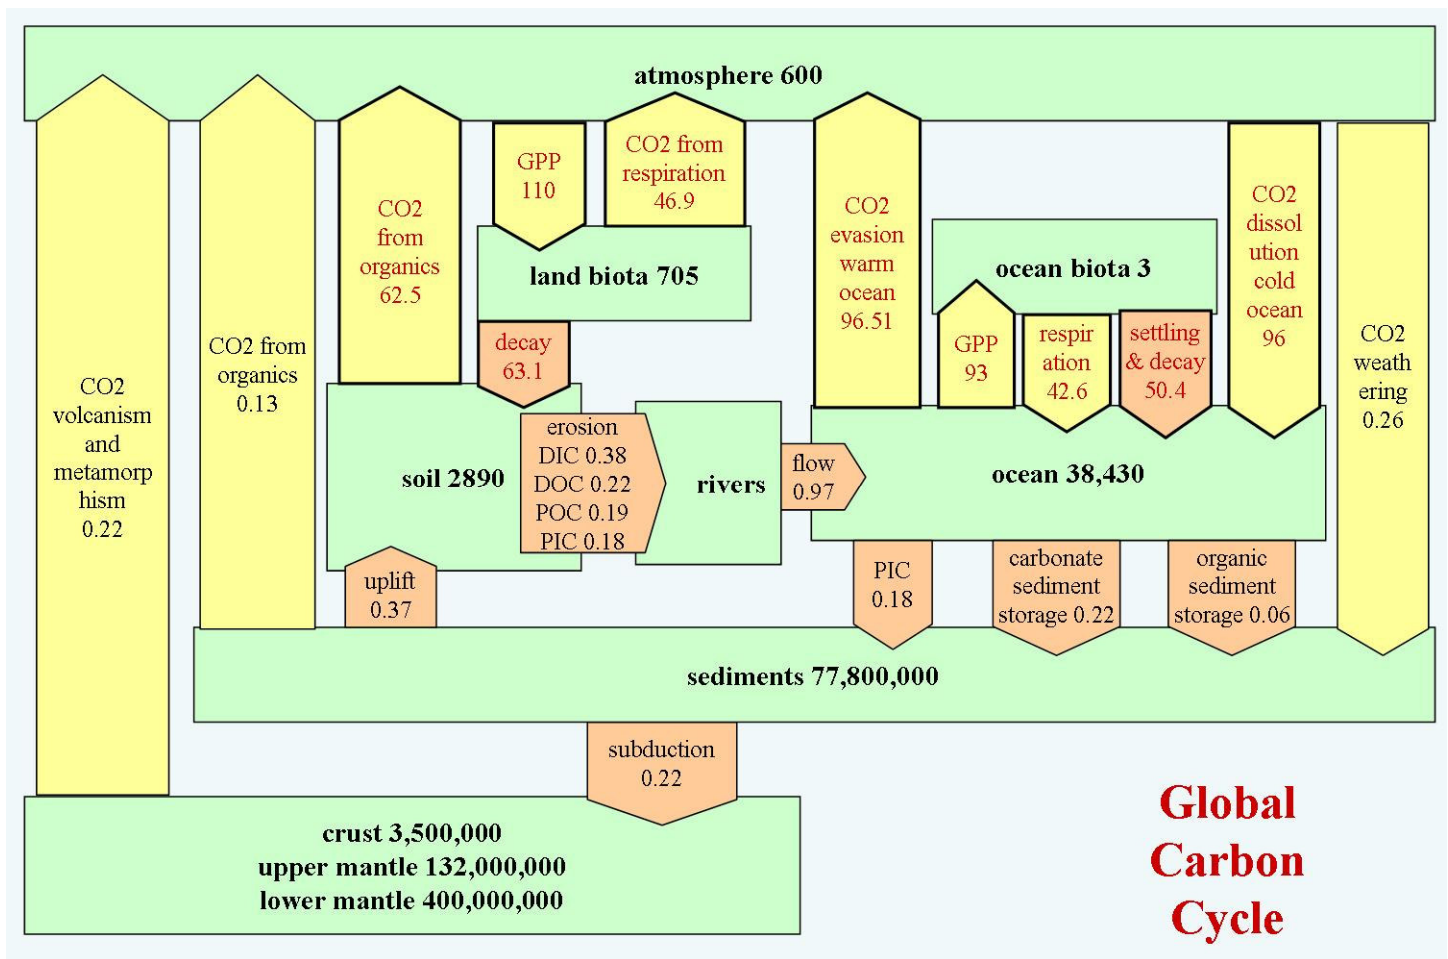 atmosphere 600
CO2
volcanism
and
metamorp
hism
0.22
CO2 from
organics
0.13
CO2
from
organics
62.5
GPP
110
CO2 from
respiration
46.9
land biota 705
decay
63.1
soil 2890
erosion
DIC 0.38
DOC 0.22
POC 0.19
PIC 0.18
rivers
flow
0.97
uplift
0.37
CO2
evasion
warm
ocean
96.51
ocean biota 3
GPP
93
respir
ation
42.6
settling
& decay
50.4
CO2
dissol
ution
cold
ocean
96
CO2
weath
ering
0.26
ocean 38,430
PIC
0.18
carbonate
sediment
storage 0.22
organic
sediment
storage 0.06
sediments 77,800,000
subduction
0.22
crust 3,500,000
upper mantle 132,000,000
lower mantle 400,000,000
Global
Carbon
Cycle